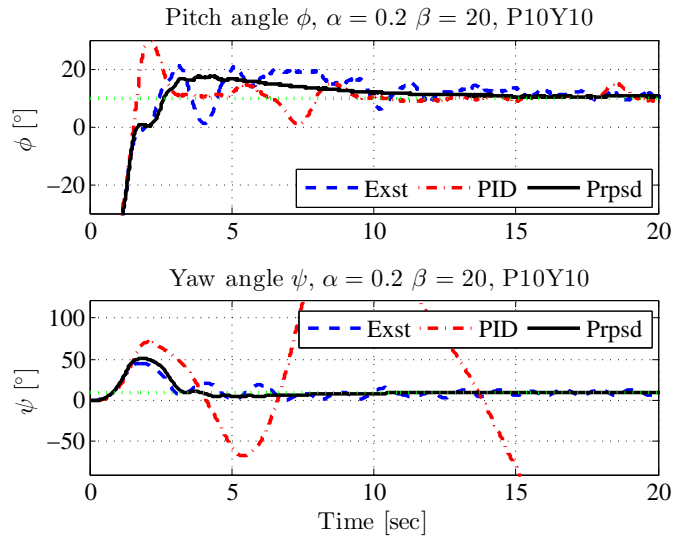 Pitch angle ϕ, α = 0.2 β = 20, P10Y10
20
0
−20
ϕ [°]
Exst PID Prpsd
0 5 10 15 20
Yaw angle ψ, α = 0.2 β = 20, P10Y10
100
50
0
−50
ψ [°]
Exst PID Prpsd
0 5 10 15 20
Time [sec]